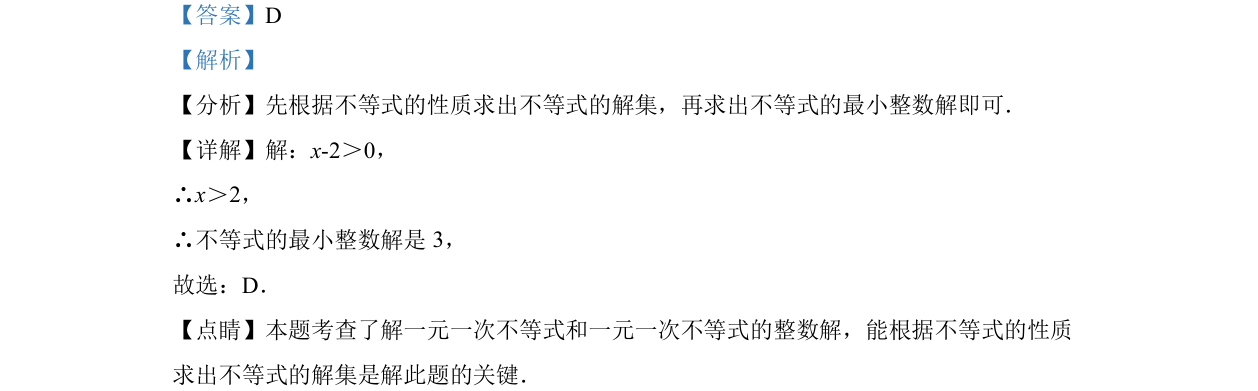 【答案】D
【解析】
【分析】先根据不等式的性质求出不等式的解集，再求出不等式的最小整数解即可．
【详解】解：x-2＞0，
∴x＞2，
∴不等式的最小整数解是 3，
故选：D．
【点睛】本题考查了解一元一次不等式和一元一次不等式的整数解，能根据不等式的性质
求出不等式的解集是解此题的关键．